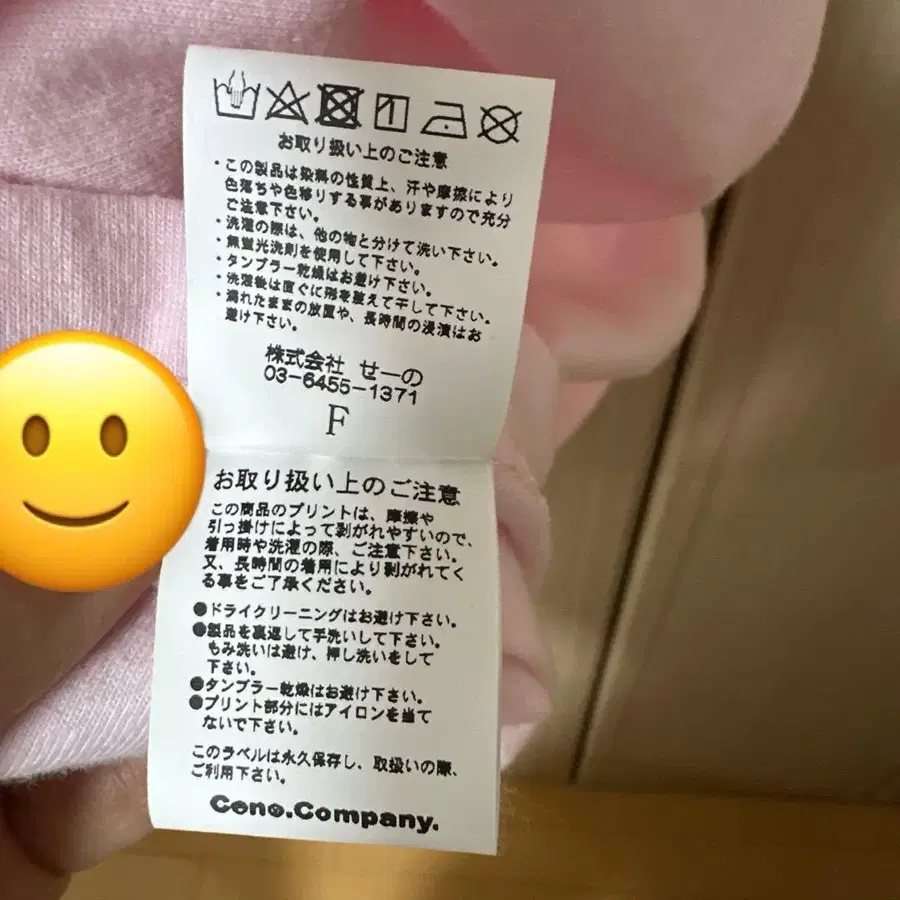 お取り扱い上のご注意
・この製品は染料の性質上、汗や摩擦により
色落ちや色移りする事がありますので充分
ご注意下さい。
・洗濯の際は、他の物と分けて洗い下さい。
・無蛍光洗剤を使用して下さい。
・タンブラー乾燥はお避け下さい。
・洗濯後は直ぐに形を整えて干して下さい。
・濡れたままの放置や、長時間の浸漬はお
避け下さい。
株式会社 せーの
03-6455-1371
F
お取り扱い上のご注意
この商品のプリントは、摩擦や
引っ掛けによって剥がれやすいので、
着用時や洗濯の際、ご注意下さい。
又、長時間の着用により剥がれてく
る事をご了承ください。
●ドライクリーニングはお避け下さい。
●製品を裏返して手洗いして下さい。
もみ洗いは避け、押し洗いをして
下さい。
●タンブラー乾燥はお避け下さい。
●プリント部分にはアイロンを当て
ないで下さい。
このラベルは永久保存し、取扱いの際、
ご利用下さい。
Ceno.Company.